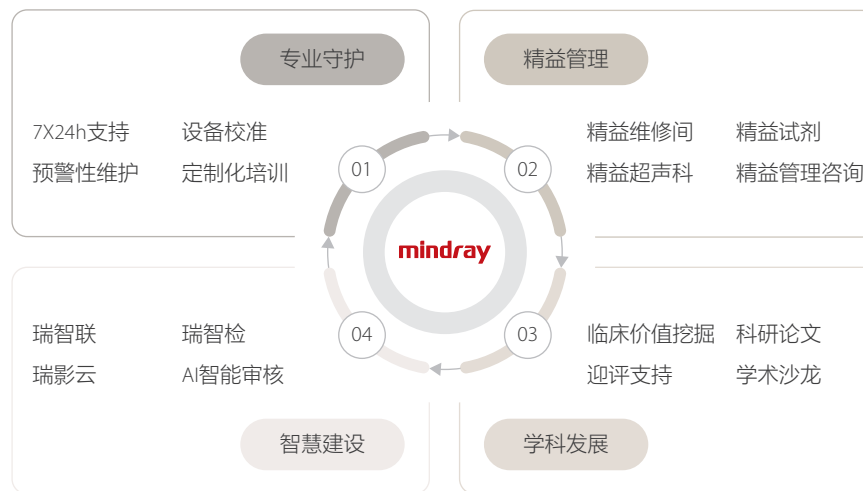 专业守护
7X24h支持 设备校准
预警性维护 定制化培训
01
精益管理
精益维修间 精益试剂
精益超声科 精益管理咨询
02
mindray
04
瑞智联 瑞智检
瑞影云 AI智能审核
智慧建设
03
临床价值挖掘 科研论文
迎评支持 学术沙龙
学科发展